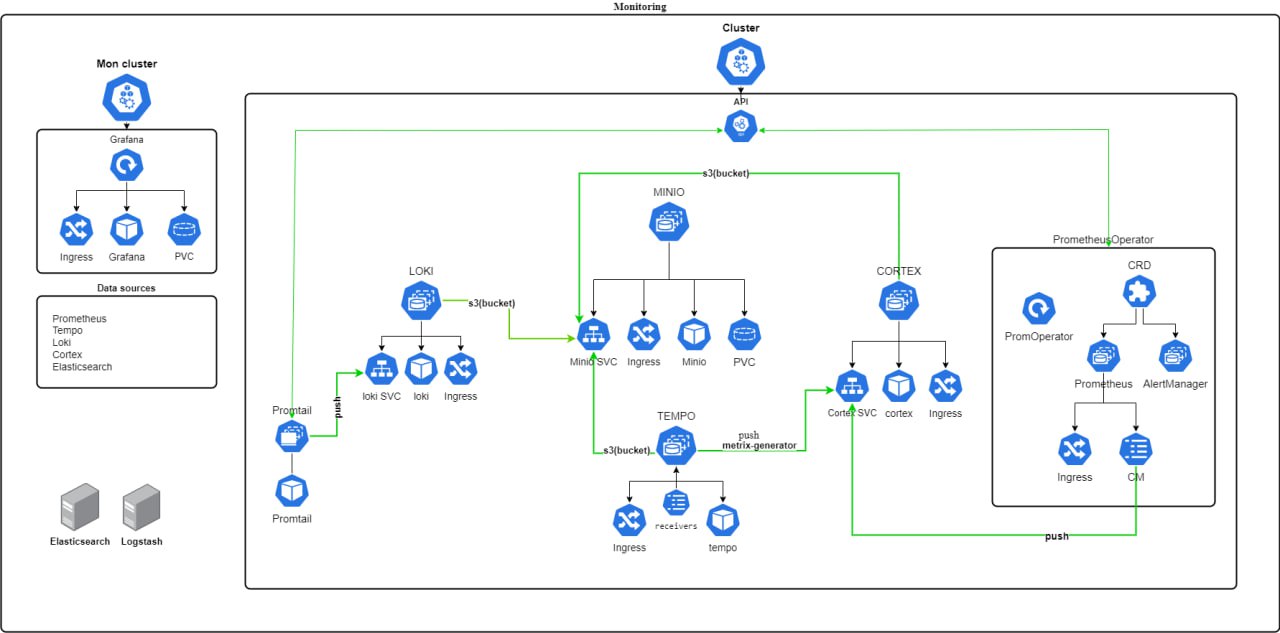 Monitoring
Mon cluster
Grafana
Ingress
Grafana
PVC
Data sources
Prometheus
Tempo
Loki
Cortex
Elasticsearch
Elasticsearch
Logstash
Cluster
API
api
s3(bucket)
MINIO
Minio SVC
Ingress
Minio
PVC
LOKI
s3(bucket)
loki SVC
loki
Ingress
push
Promtail
Promtail
TEMPO
s3(bucket)
push
metrix-generator
Ingress
receivers
tempo
CORTEX
Cortex SVC
cortex
Ingress
push
PrometheusOperator
CRD
PromOperator
Prometheus
AlertManager
Ingress
CM